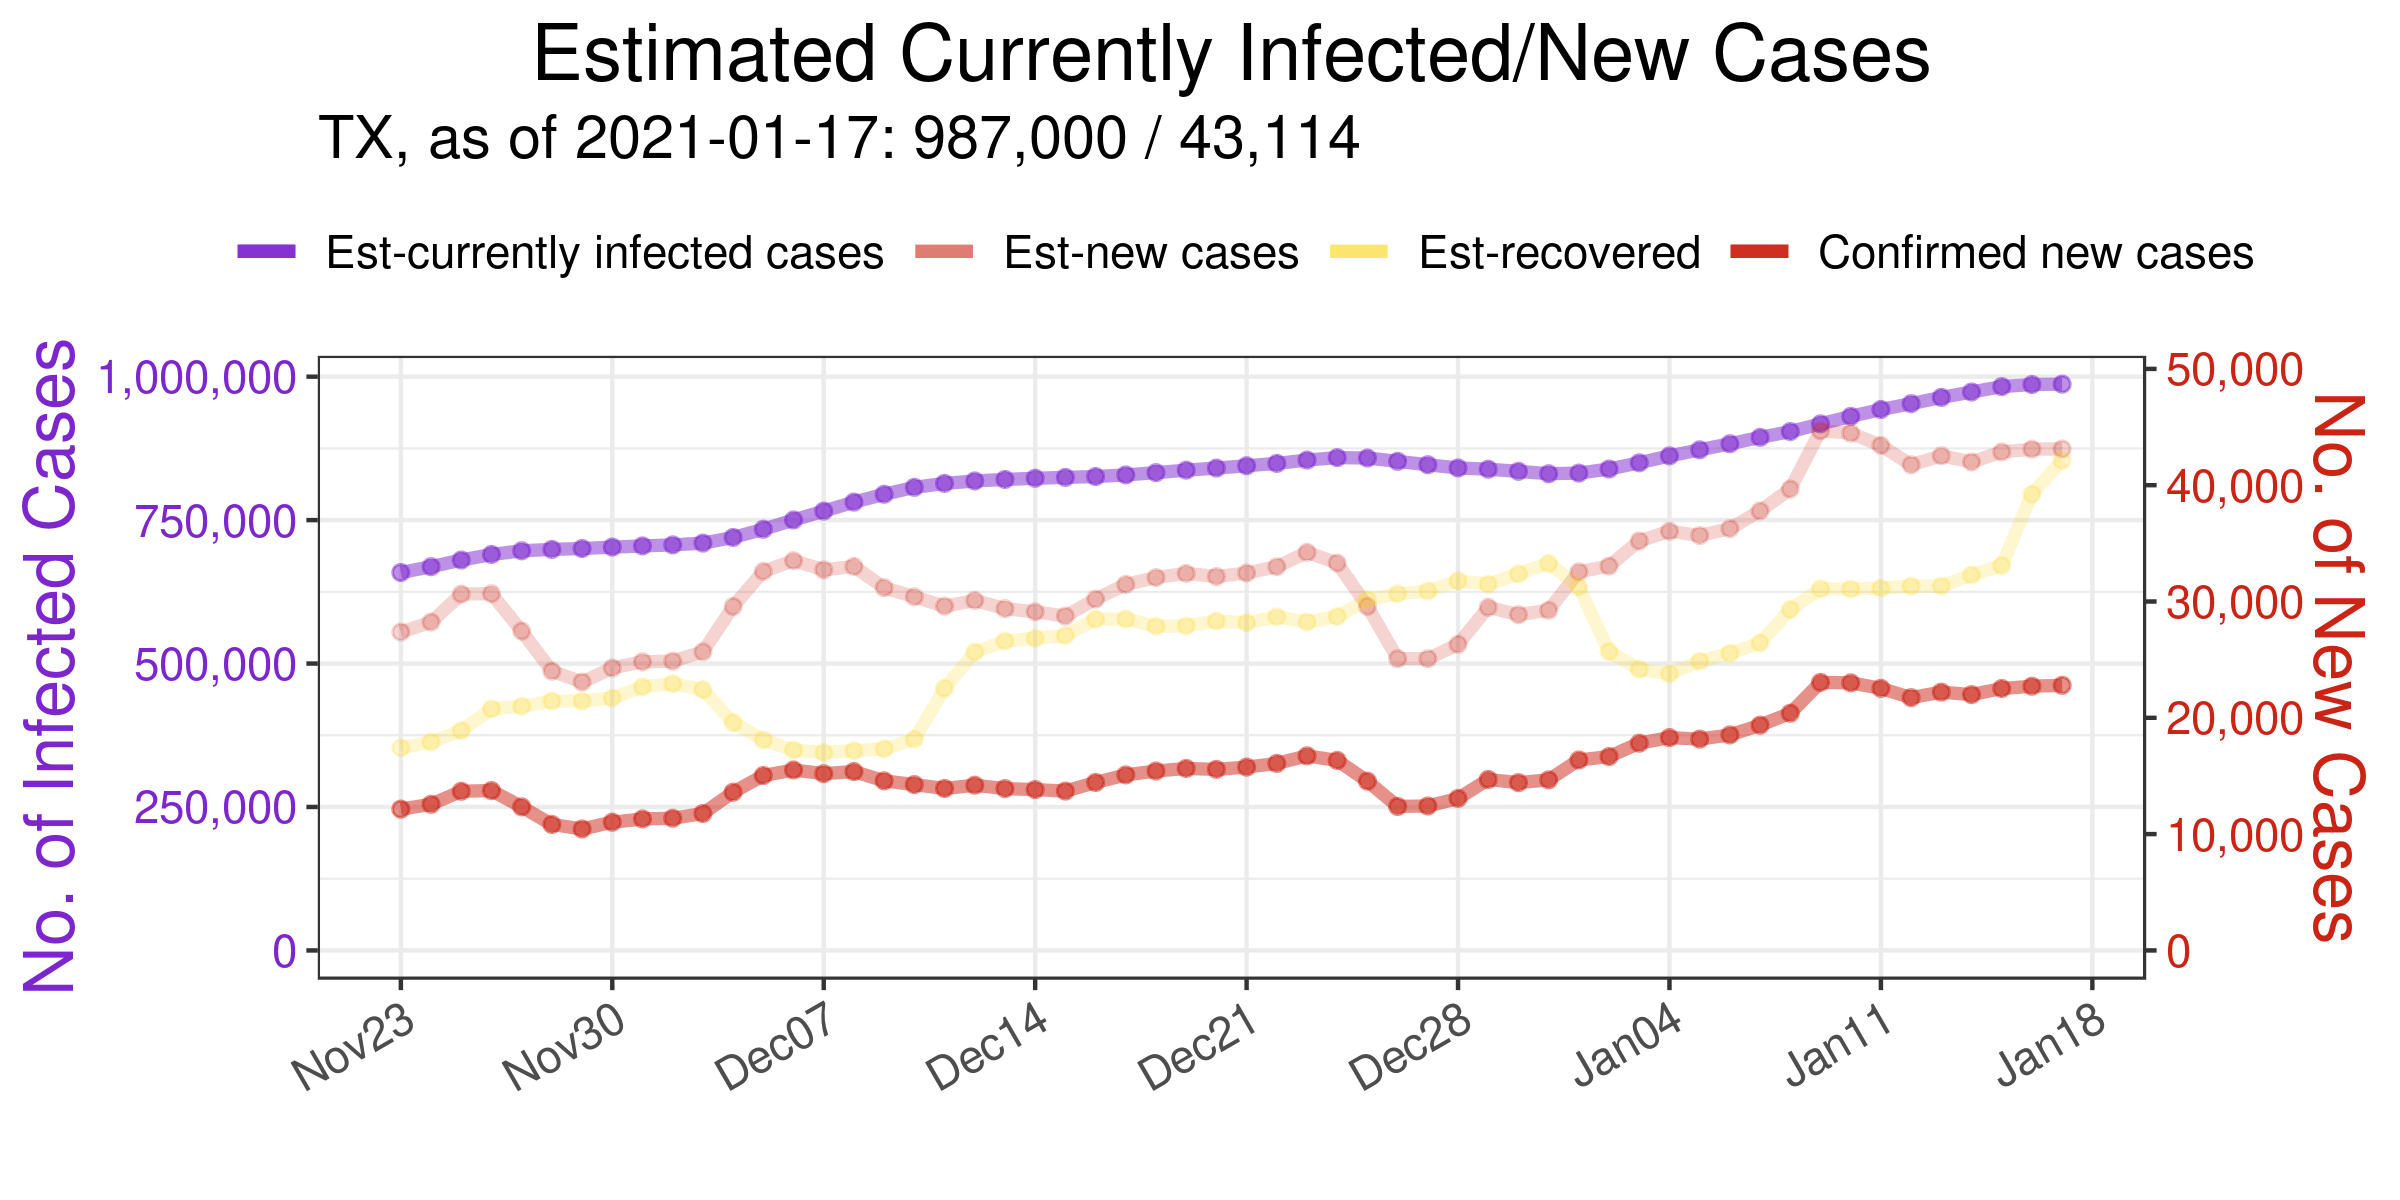 Estimated Currently Infected/New Cases
TX, as of 2021-01-17: 987,000 / 43,114
Est-currently infected cases Est-new cases Est-recovered Confirmed new cases
No. of Infected Cases
1,000,000
750,000
500,000
250,000
0
50,000
40,000
30,000
20,000
10,000
0
No. of New Cases
Nov23 Nov30 Dec07 Dec14 Dec21 Dec28 Jan04 Jan11 Jan18